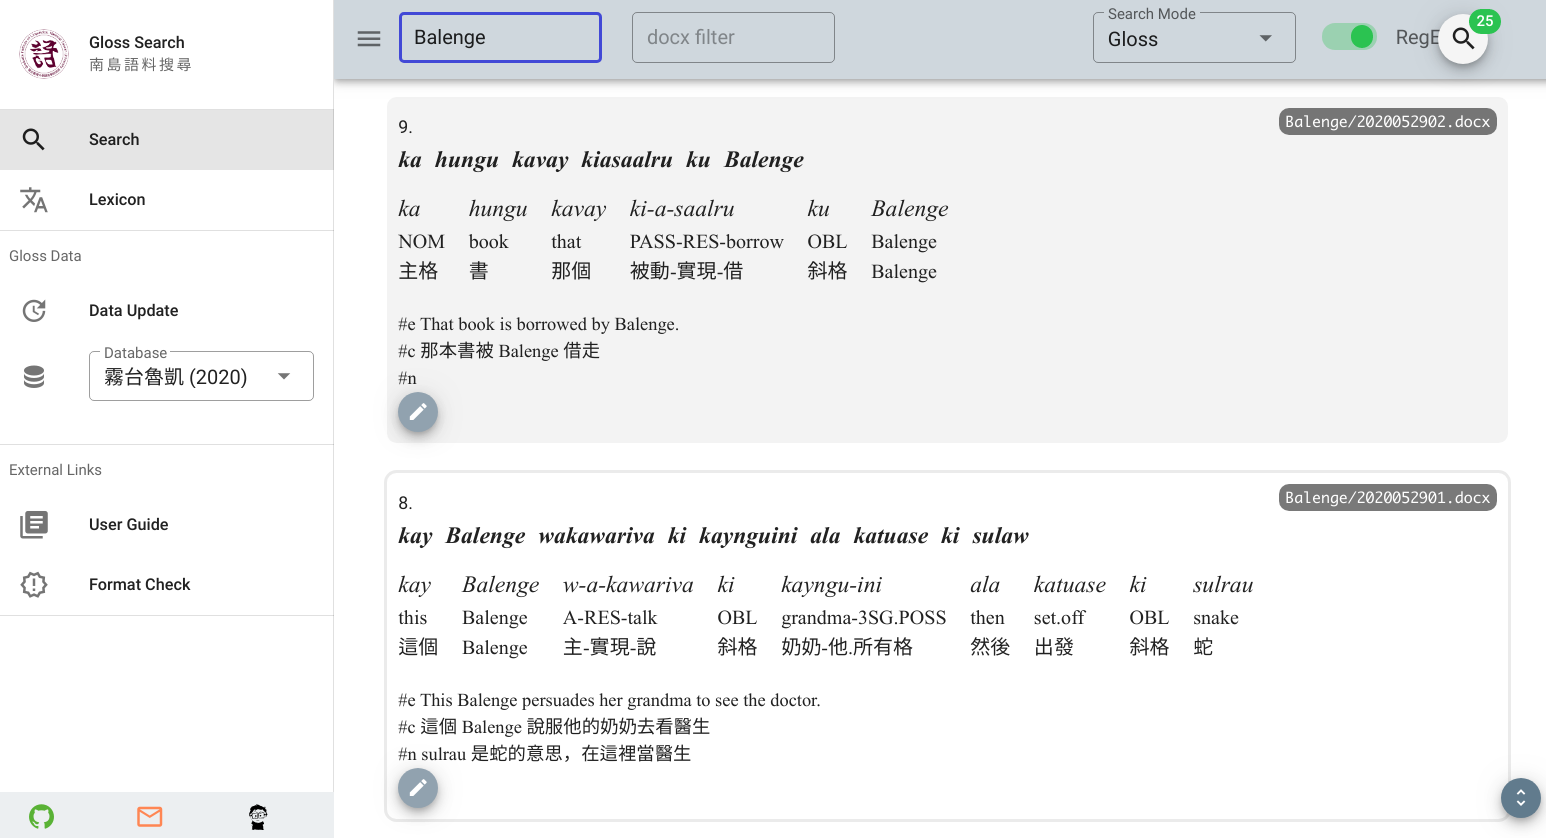 Gloss Search
南島語料搜尋
Search
Lexicon
Gloss Data
Data Update
Database
霧台魯凱 (2020)
External Links
User Guide
Format Check
Balenge
docx filter
Search Mode
Gloss
RegE
25
9.
Balenge/2020052902.docx
ka hungu kavay kiasaalru ku Balenge
ka hungu kavay ki-a-saalru ku Balenge
NOM book that PASS-RES-borrow OBL Balenge
主格 書 那個 被動-實現-借 斜格 Balenge
#e That book is borrowed by Balenge.
#c 那本書被 Balenge 借走
#n
8.
Balenge/2020052901.docx
kay Balenge wakawariva ki kaynguini ala katuase ki sulaw
kay Balenge w-a-kawariva ki kayngu-ini ala katuase ki sulrau
this Balenge A-RES-talk OBL grandma-3SG.POSS then set.off OBL snake
這個 Balenge 主-實現-說 斜格 奶奶-他.所有格 然後 出發 斜格 蛇
#e This Balenge persuades her grandma to see the doctor.
#c 這個 Balenge 說服他的奶奶去看醫生
#n sulrau 是蛇的意思，在這裡當醫生